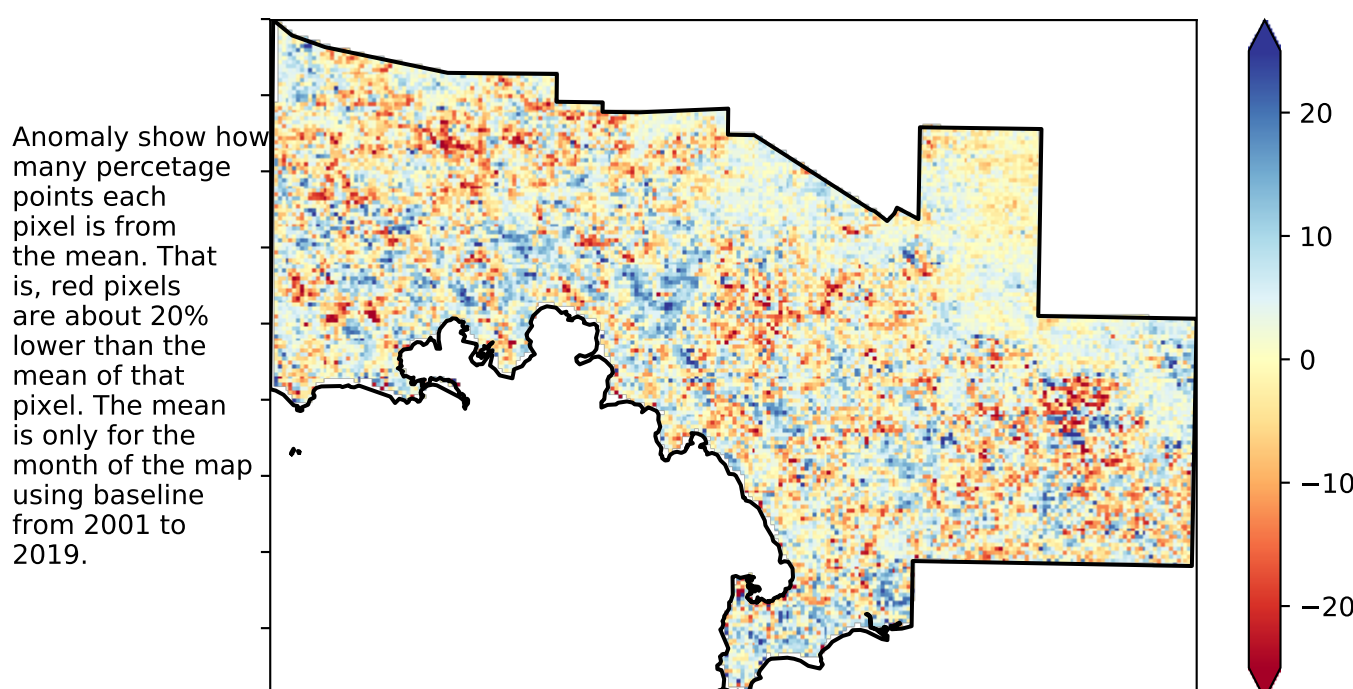 Anomaly show how
many percetage
points each
pixel is from
the mean. That
is, red pixels
are about 20%
lower than the
mean of that
pixel. The mean
is only for the
month of the map
using baseline
from 2001 to
2019.
20
10
0
−10
−20